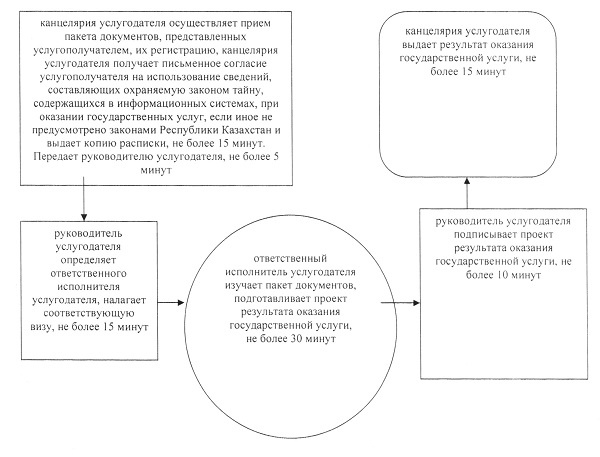 канцелярия услугодателя осуществляет прием
пакета документов, представленных
услугополучателем, их регистрацию, канцелярия
услугодателя получает письменное согласие
услугополучателя на использование сведений,
составляющих охраняемую законом тайну,
содержащихся в информационных системах, при
оказании государственных услуг, если иное не
предусмотрено законами Республики Казахстан и
выдает копию расписки, не более 15 минут.
Передает руководителю услугодателя, не более 5
минут
руководитель
услугодателя
определяет
ответственного
исполнителя
услугодателя, налагает
соответствующую
визу, не более 15 минут
ответственный
исполнитель услугодателя
изучает пакет документов,
подготавливает проект
результата оказания
государственной услуги,
не более 30 минут
руководитель услугодателя
подписывает проект
результата оказания
государственной услуги, не
более 10 минут
канцелярия услугодателя
выдает результат оказания
государственной услуги, не
более 15 минут